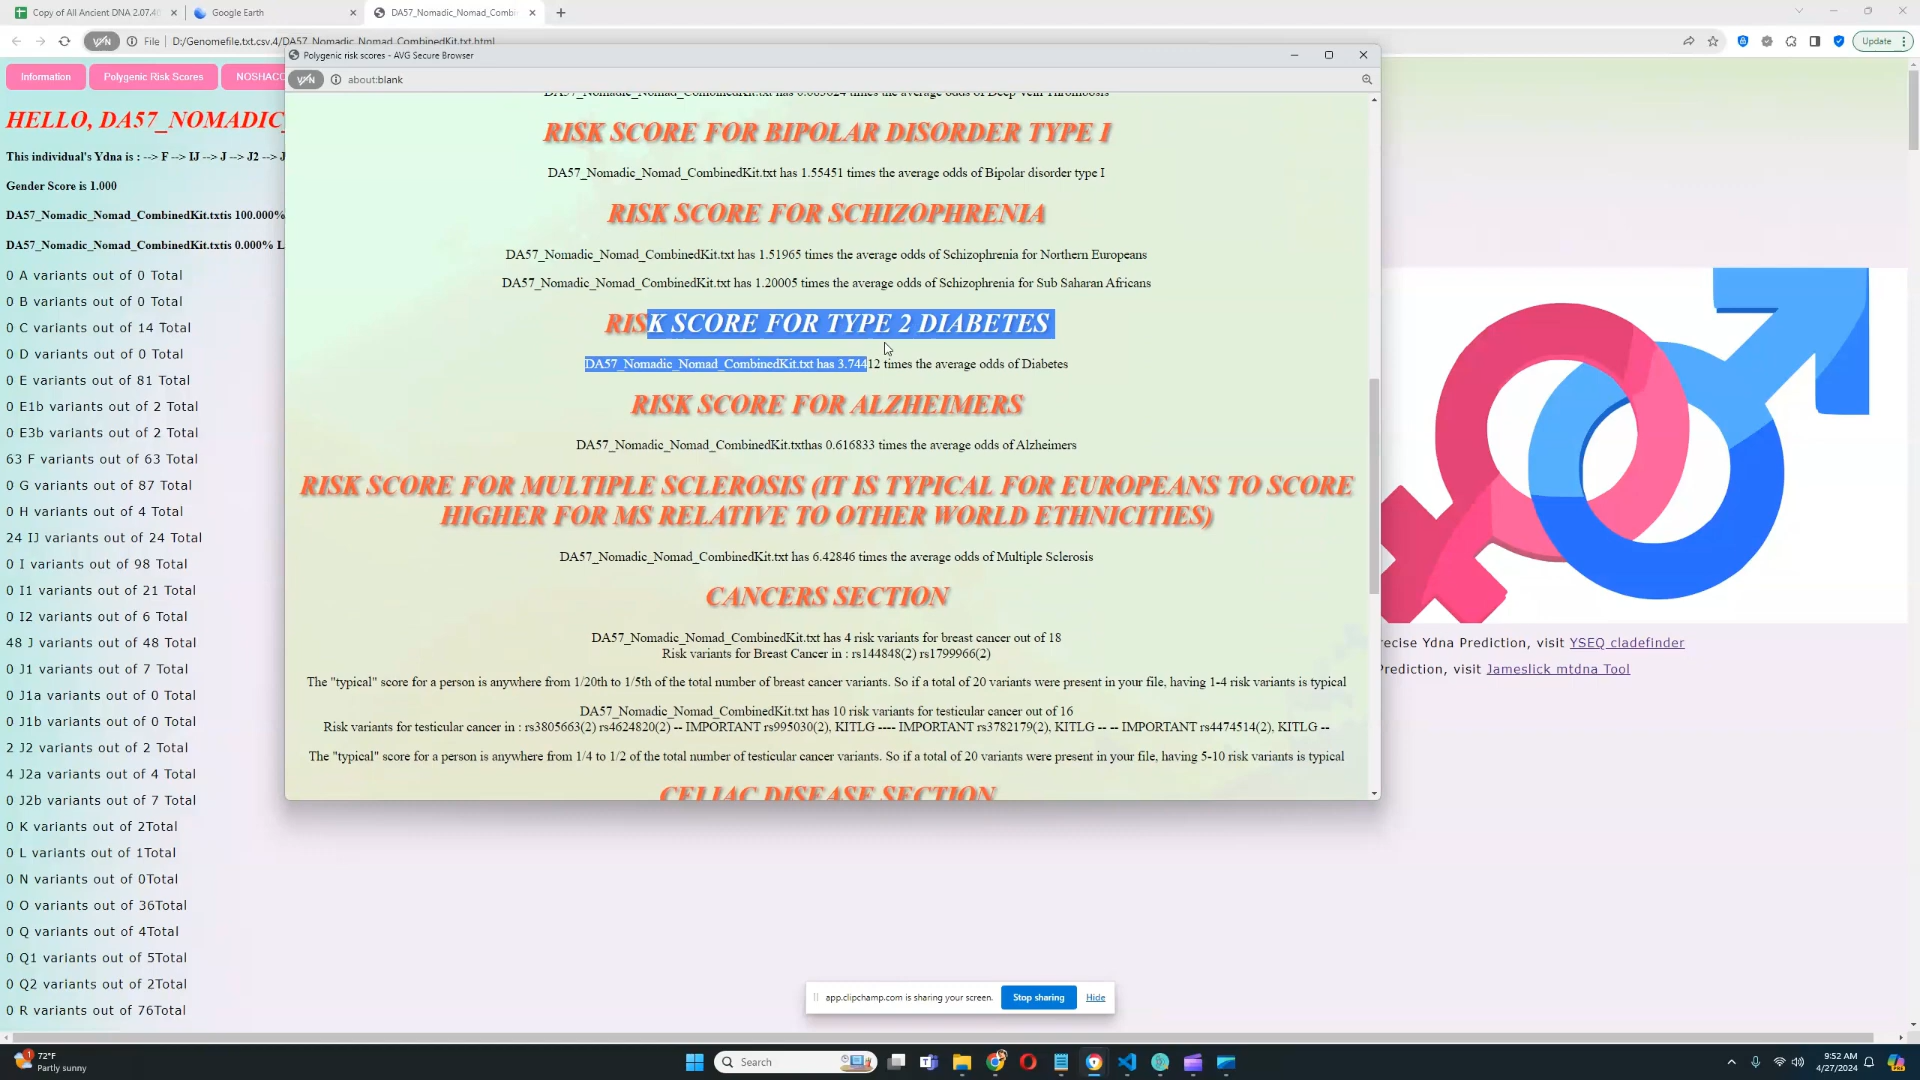 Copy of All Ancient DNA 2.07.46
Google Earth
DA57_Nomadic_Nomad_Combi
File
D:/Genomefile.txt.csv.4/DA57_Nomadic_Nomad_CombinedKit.txt.html
Update
Polygenic risk scores - AVG Secure Browser
VPN
about:blank
Information
Polygenic Risk Scores
NOSHACO
HELLO, DA57_NOMADIC_
This individual's Ydna is : --> F --> IJ --> J --> J2 --> J
Gender Score is 1.000
DA57_Nomadic_Nomad_CombinedKit.txtis 100.000%
DA57_Nomadic_Nomad_CombinedKit.txtis 0.000% L
0 A variants out of 0 Total
0 B variants out of 0 Total
0 C variants out of 14 Total
0 D variants out of 0 Total
0 E variants out of 81 Total
0 E1b variants out of 2 Total
0 E3b variants out of 2 Total
63 F variants out of 63 Total
0 G variants out of 87 Total
0 H variants out of 4 Total
24 IJ variants out of 24 Total
0 I variants out of 98 Total
0 I1 variants out of 21 Total
0 I2 variants out of 6 Total
48 J variants out of 48 Total
0 J1 variants out of 7 Total
0 J1a variants out of 0 Total
0 J1b variants out of 0 Total
2 J2 variants out of 2 Total
4 J2a variants out of 4 Total
0 J2b variants out of 7 Total
0 K variants out of 2Total
0 L variants out of 1Total
0 N variants out of 0Total
0 O variants out of 36Total
0 Q variants out of 4Total
0 Q1 variants out of 5Total
0 Q2 variants out of 2Total
0 R variants out of 76Total
DA57_Nomadic_Nomad_CombinedKit.txt has 0.683624 times the average odds of Deep Vein Thrombosis
RISK SCORE FOR BIPOLAR DISORDER TYPE I
DA57_Nomadic_Nomad_CombinedKit.txt has 1.55451 times the average odds of Bipolar disorder type I
RISK SCORE FOR SCHIZOPHRENIA
DA57_Nomadic_Nomad_CombinedKit.txt has 1.51965 times the average odds of Schizophrenia for Northern Europeans
DA57_Nomadic_Nomad_CombinedKit.txt has 1.20005 times the average odds of Schizophrenia for Sub Saharan Africans
RISK SCORE FOR TYPE 2 DIABETES
DA57_Nomadic_Nomad_CombinedKit.txt has 3.74412 times the average odds of Diabetes
RISK SCORE FOR ALZHEIMERS
DA57_Nomadic_Nomad_CombinedKit.txthas 0.616833 times the average odds of Alzheimers
RISK SCORE FOR MULTIPLE SCLEROSIS (IT IS TYPICAL FOR EUROPEANS TO SCORE
HIGHER FOR MS RELATIVE TO OTHER WORLD ETHNICITIES)
DA57_Nomadic_Nomad_CombinedKit.txt has 6.42846 times the average odds of Multiple Sclerosis
CANCERS SECTION
DA57_Nomadic_Nomad_CombinedKit.txt has 4 risk variants for breast cancer out of 18
Risk variants for Breast Cancer in : rs144848(2) rs1799966(2)
The "typical" score for a person is anywhere from 1/20th to 1/5th of the total number of breast cancer variants. So if a total of 20 variants were present in your file, having 1-4 risk variants is typical
DA57_Nomadic_Nomad_CombinedKit.txt has 10 risk variants for testicular cancer out of 16
Risk variants for testicular cancer in : rs3805663(2) rs4624820(2) -- IMPORTANT rs995030(2), KITLG ---- IMPORTANT rs3782179(2), KITLG -- -- IMPORTANT rs4474514(2), KITLG --
The "typical" score for a person is anywhere from 1/4 to 1/2 of the total number of testicular cancer variants. So if a total of 20 variants were present in your file, having 5-10 risk variants is typical
CELIAC DISEASE SECTION
recise Ydna Prediction, visit YSEQ cladefinder
Prediction, visit Jameslick mtdna Tool
app.clipchamp.com is sharing your screen.
Stop sharing
Hide
72°F
Partly sunny
Search
9:52 AM
4/27/2024